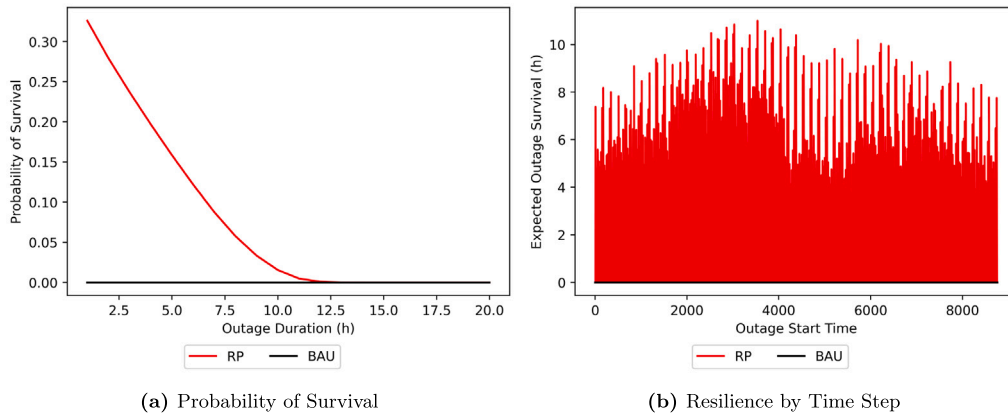 0.30
0.25
0.20
0.15
0.10
0.05
0.00
Probability of Survival
2.5 5.0 7.5 10.0 12.5 15.0 17.5 20.0
Outage Duration (h)
RP BAU
(a) Probability of Survival
10
8
6
4
2
0
Expected Outage Survival (h)
0 2000 4000 6000 8000
Outage Start Time
RP BAU
(b) Resilience by Time Step